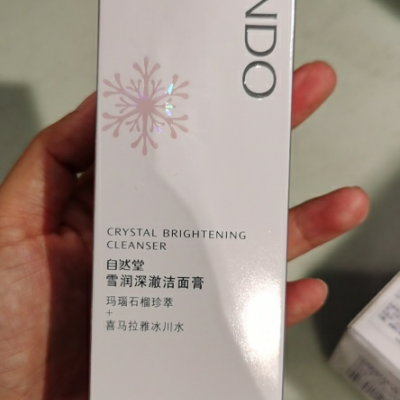 NDO
CRYSTAL BRIGHTENING
CLEANSER
自然堂
雪润深澈洁面膏
玛瑙石榴珍萃
+
喜马拉雅冰川水